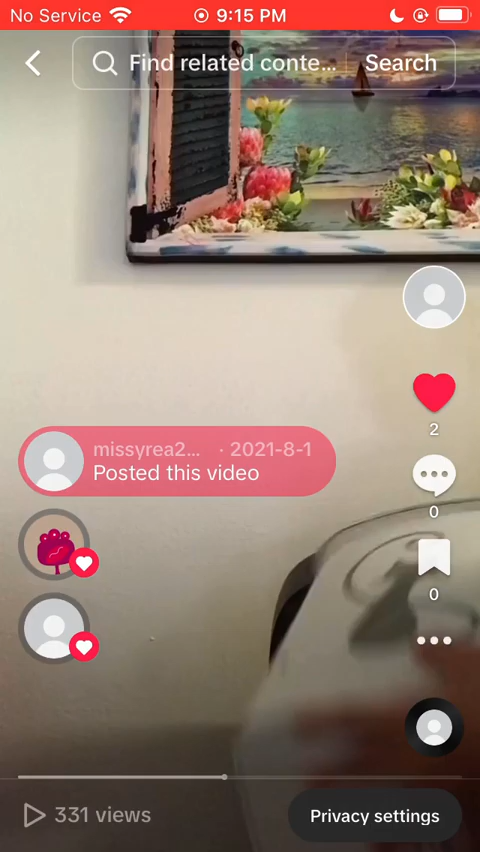 No Service 9:15 PM
Find related conte... Search
2
missyrea2... · 2021-8-1
Posted this video
0
0
331 views
Privacy settings